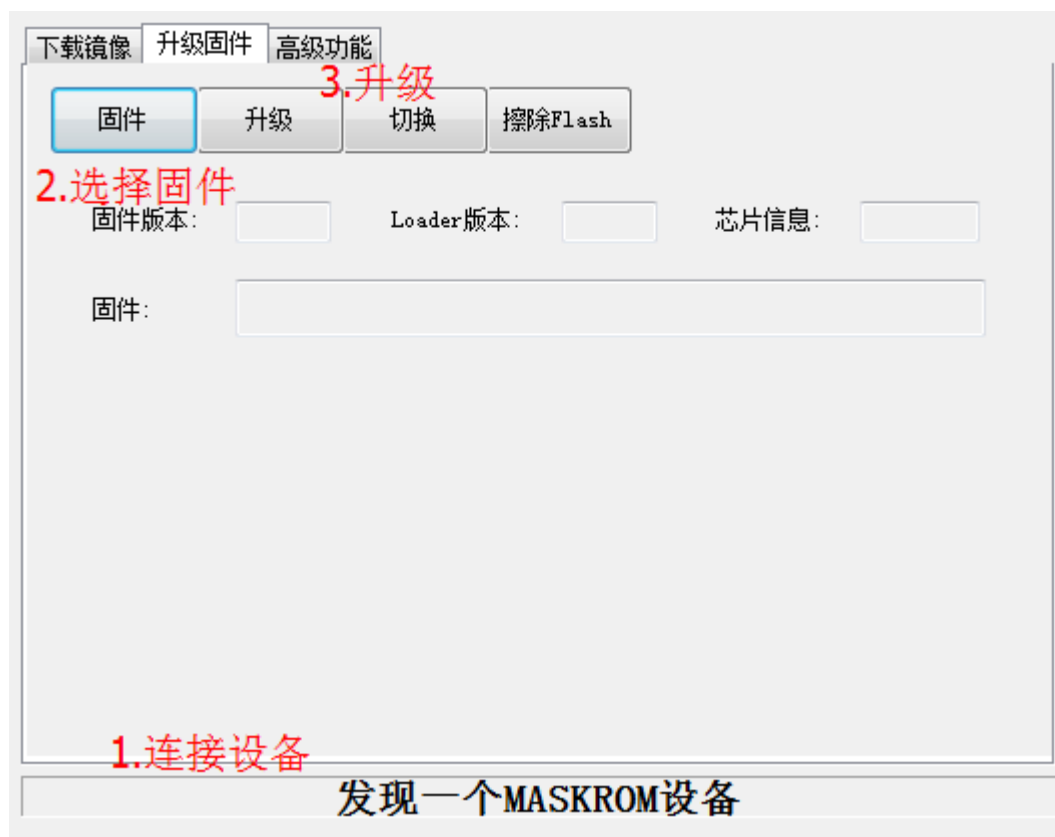 下载镜像 升级固件 高级功能
3.升级
固件 升级 切换 擦除Flash
2.选择固件
固件版本: Loader版本: 芯片信息:
固件:
1.连接设备
发现一个MASKROM设备